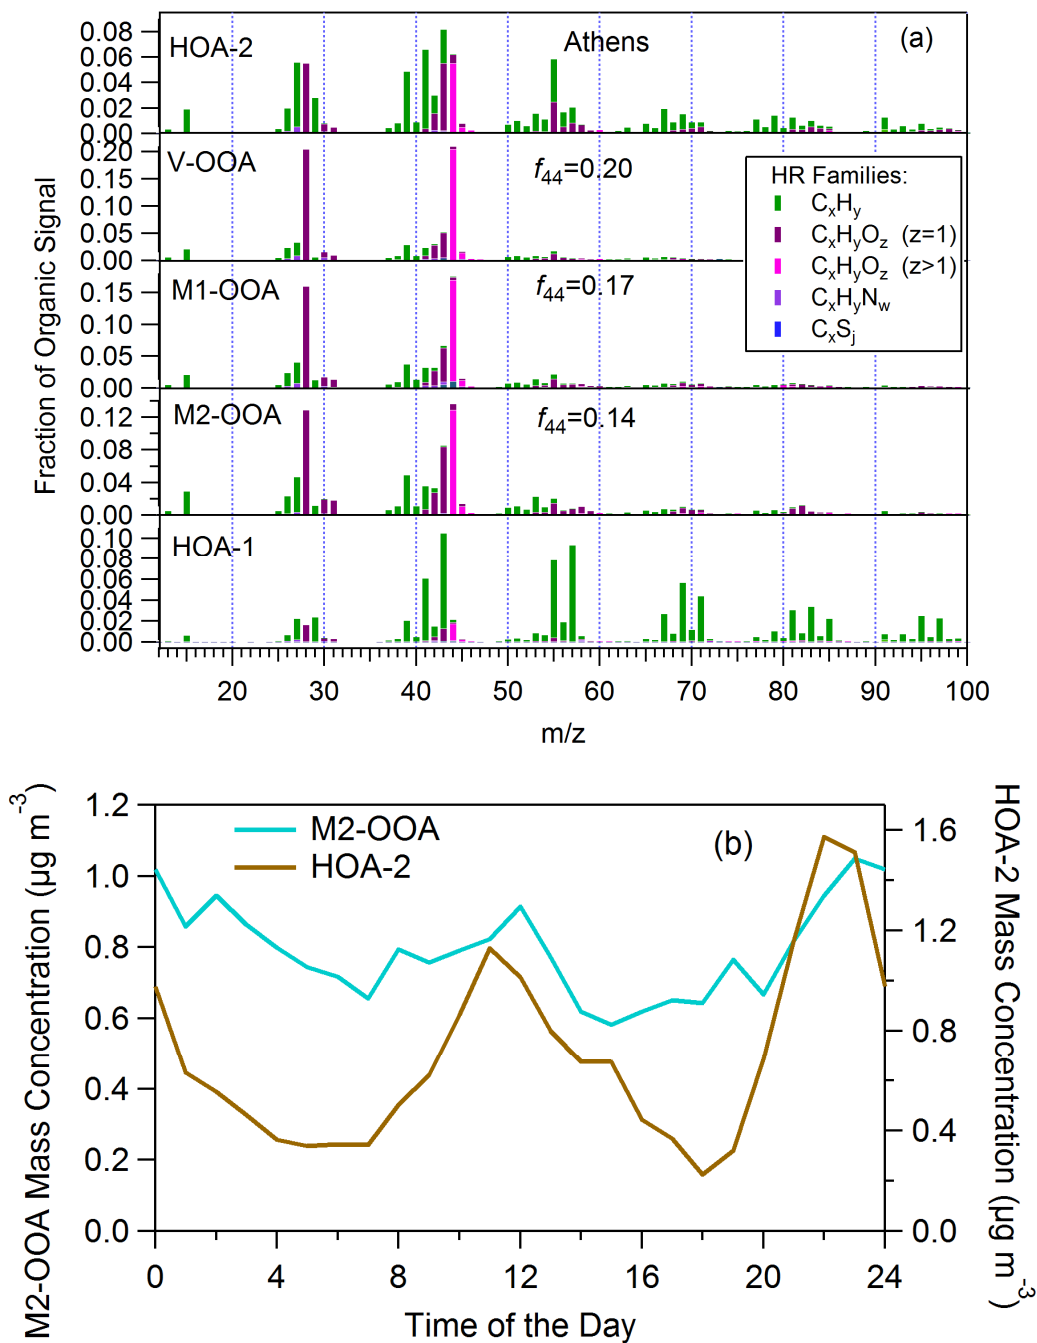 HOA-2
Athens
(a)
0.08
0.06
0.04
0.02
0.00
V-OOA
f44=0.20
0.20
0.15
0.10
0.05
0.00
HR Families:
CxHy
CxHyOz (z=1)
CxHyOz (z>1)
CxHyNw
CxSj
M1-OOA
f44=0.17
0.15
0.10
0.05
0.00
M2-OOA
f44=0.14
0.12
0.08
0.04
0.00
HOA-1
0.10
0.08
0.06
0.04
0.02
0.00
Fraction of Organic Signal
20 30 40 50 60 70 80 90 100
m/z
M2-OOA
HOA-2
(b)
1.2
1.0
0.8
0.6
0.4
0.2
0.0
M2-OOA Mass Concentration (µg m-3)
1.6
1.2
0.8
0.4
0.0
HOA-2 Mass Concentration (µg m-3)
0 4 8 12 16 20 24
Time of the Day